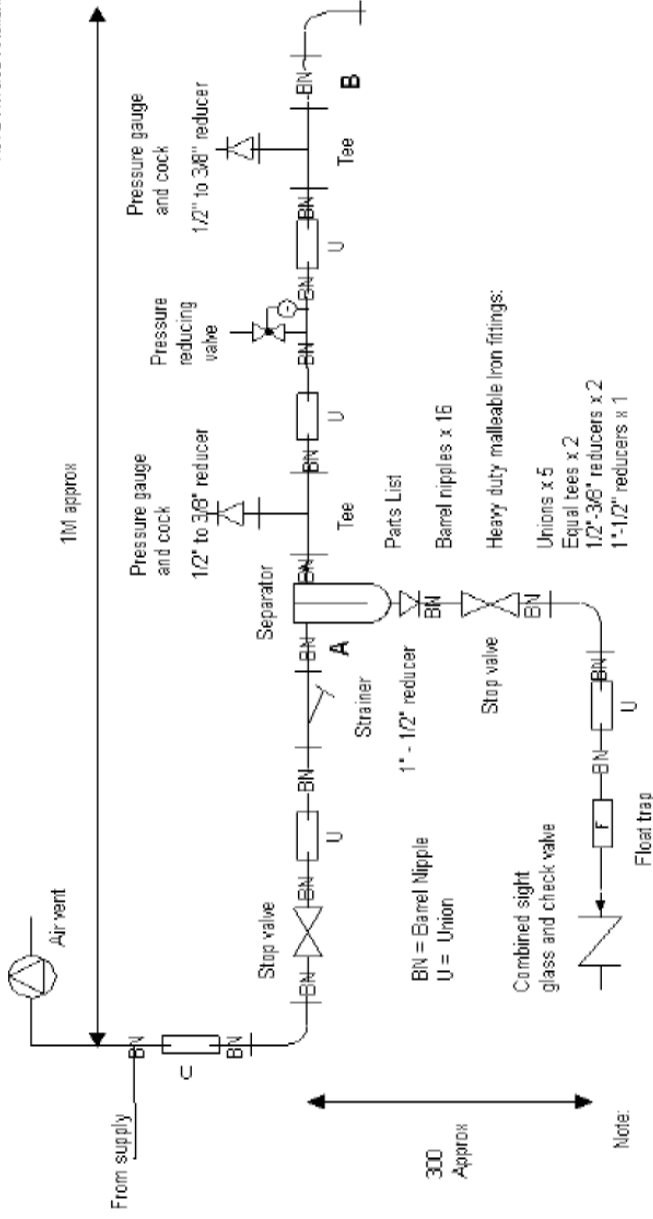 1M approx
Air vent
From supply
BN
U
BN
Stop valve
BN
BN
U
BN
Strainer
BN
A
Separator
BN
Pressure gauge
and cock
1/2" to 3/8" reducer
Tee
BN
U
Pressure
reducing
valve
BN
BN
U
BN
Pressure gauge
and cock
1/2" to 3/8" reducer
Tee
BN
B
1" - 1/2" reducer
BN
Stop valve
BN
BN
U
BN
F
Float trap
Combined sight
glass and check valve
BN = Barrel Nipple
U = Union
Parts List
Barrel nipples x 16
Heavy duty malleable Iron fittings:
Unions x 5
Equal tees x 2
1/2"-3/8" reducers x 2
1"-1/2" reducers x 1
300
Approx
Note: